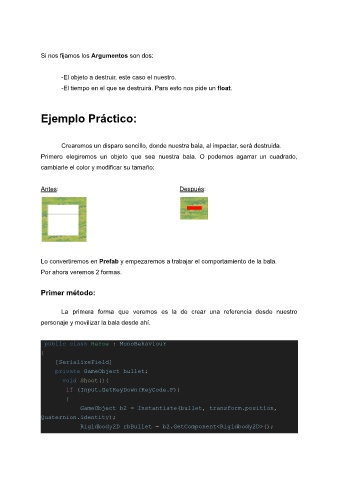 Si nos fijamos los Argumentos son dos:
-El objeto a destruir, este caso el nuestro.
-El tiempo en el que se destruirá. Para esto nos pide un float.
Ejemplo Práctico:
Crearemos un disparo sencillo, donde nuestra bala, al impactar, será destruida.
Primero elegiremos un objeto que sea nuestra bala. O podemos agarrar un cuadrado,
cambiarle el color y modificar su tamaño:
Antes: Después:
Lo convertiremos en Prefab y empezaremos a trabajar el comportamiento de la bala.
Por ahora veremos 2 formas.
Primer método:
La primera forma que veremos es la de crear una referencia desde nuestro
personaje y movilizar la bala desde ahí.
public class Heroe : MonoBehaviour
{
[SerializeField]
private GameObject bullet;
void Shoot(){
if (Input.GetKeyDown(KeyCode.F))
{
GameObject b2 = Instantiate(bullet, transform.position,
Quaternion.identity);
Rigidbody2D rbBullet = b2.GetComponent<Rigidbody2D>();